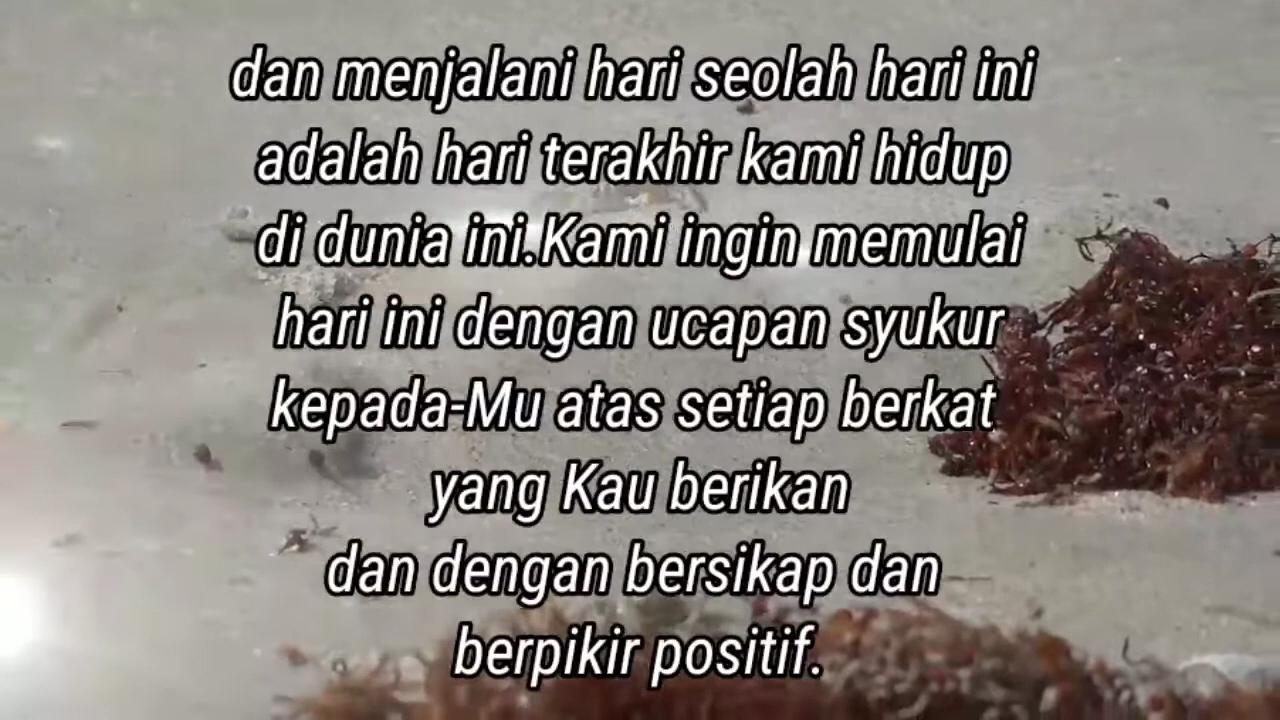 dan menjalani hari seolah hari ini
adalah hari terakhir kami hidup
di dunia ini.Kami ingin memulai
hari ini dengan ucapan syukur
kepada-Mu atas setiap berkat
yang Kau berikan
dan dengan bersikap dan
berpikir positif.